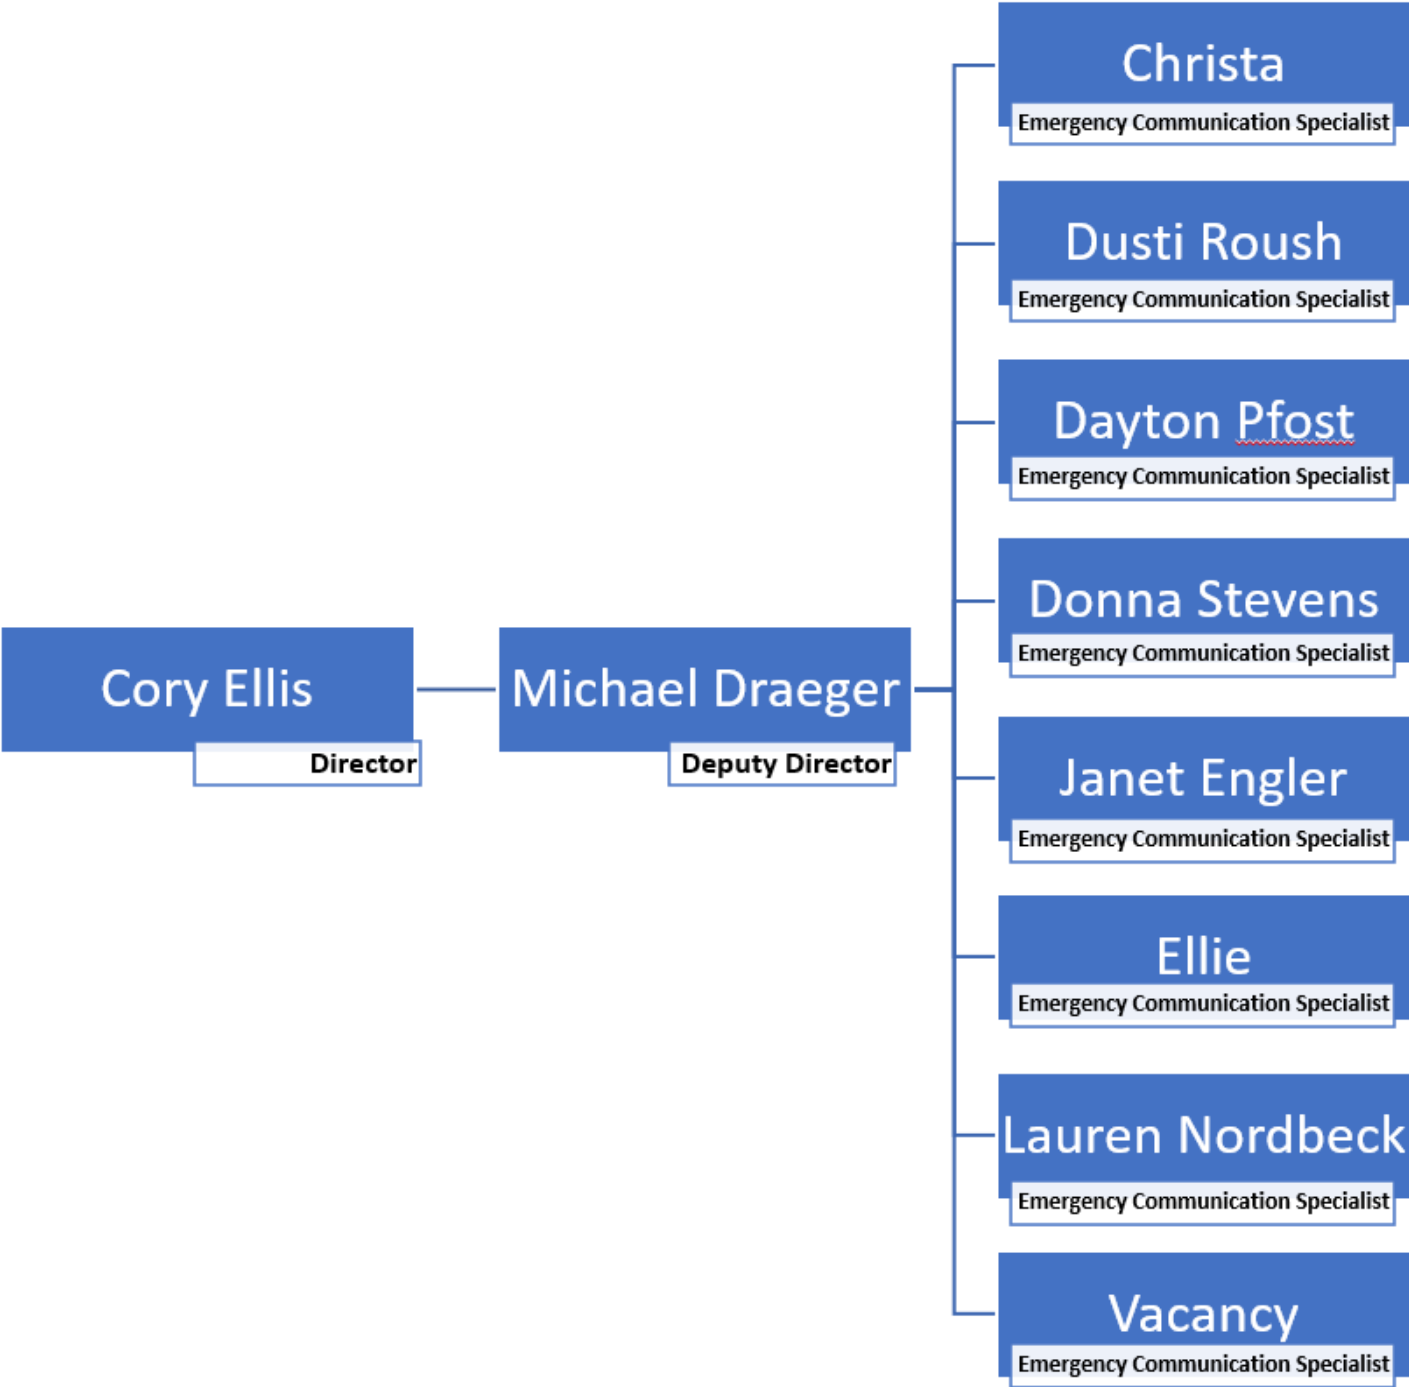 Christa
Emergency Communication Specialist
Dusti Roush
Emergency Communication Specialist
Dayton Pfost
Emergency Communication Specialist
Donna Stevens
Emergency Communication Specialist
Cory Ellis
Director
Michael Draeger
Deputy Director
Janet Engler
Emergency Communication Specialist
Ellie
Emergency Communication Specialist
Lauren Nordbeck
Emergency Communication Specialist
Vacancy
Emergency Communication Specialist